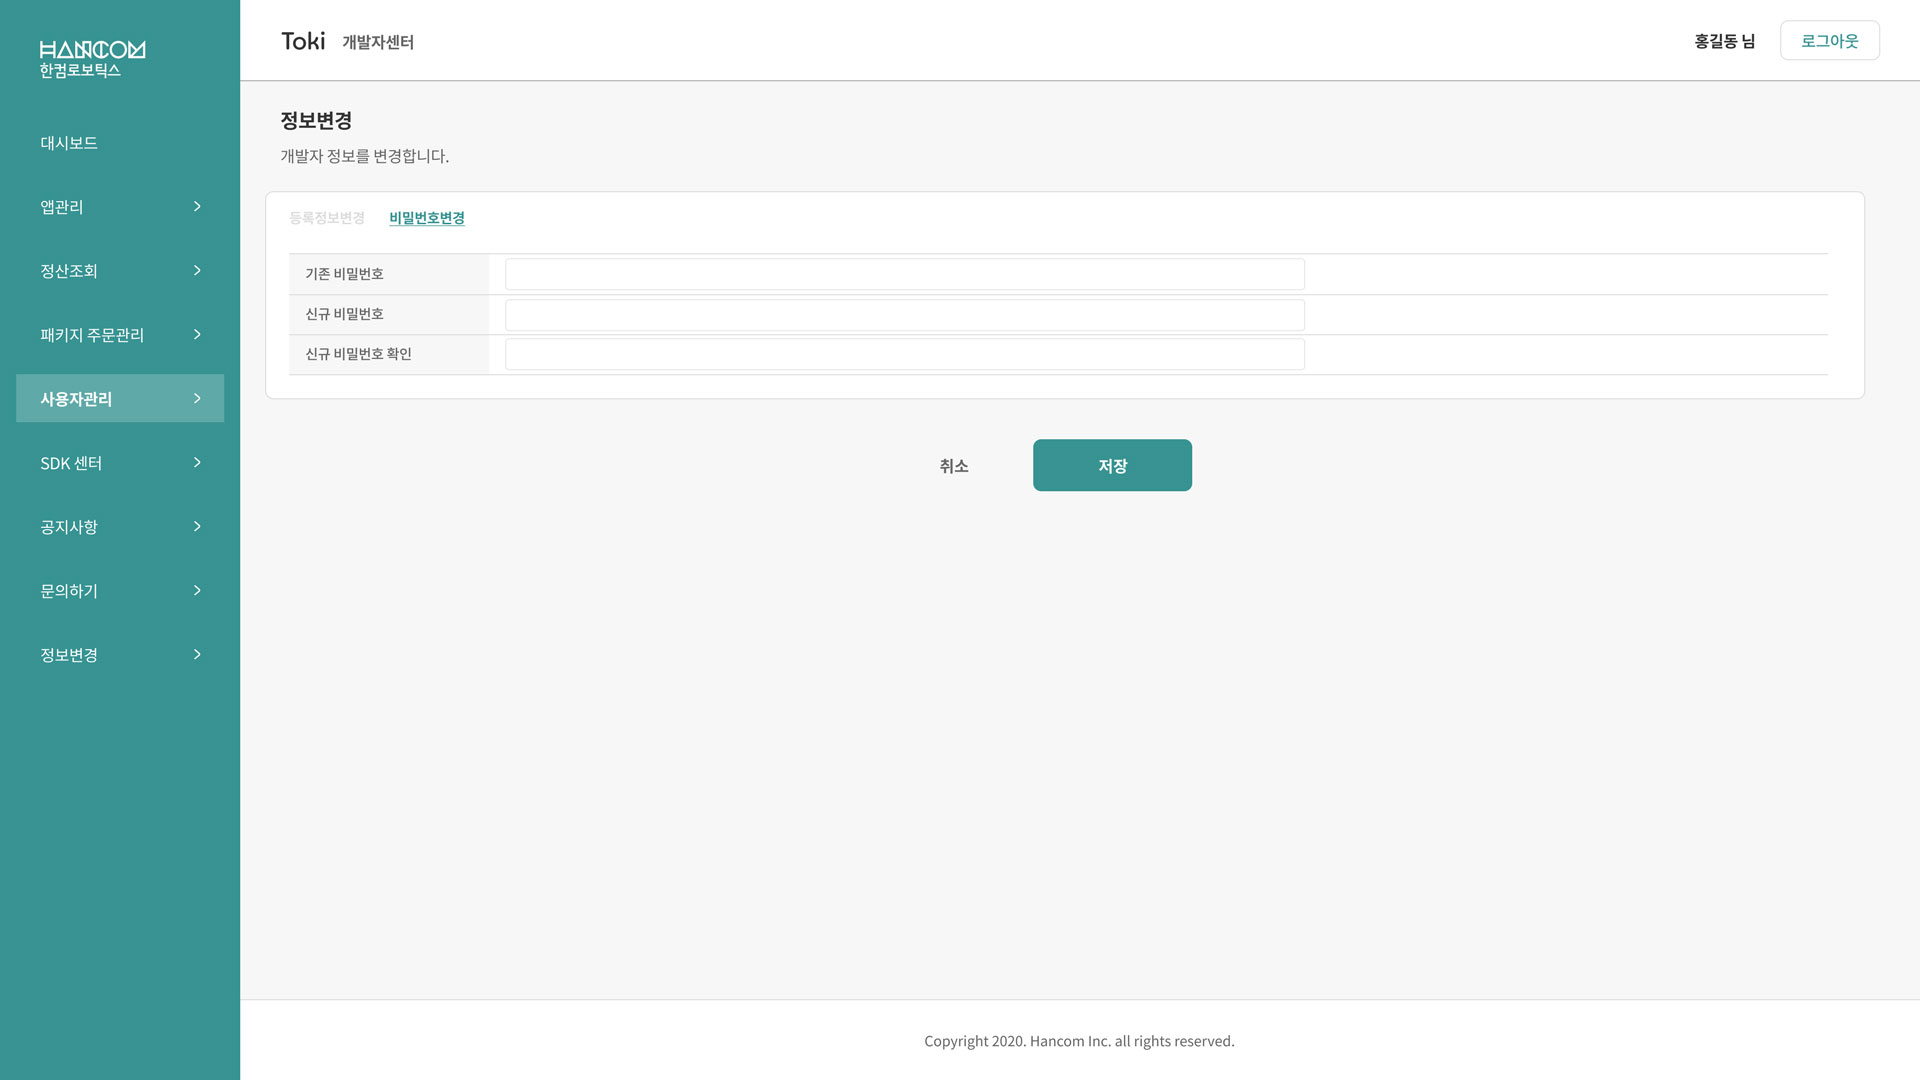 HANCOM
한컴로보틱스
대시보드
앱관리
정산조회
패키지 주문관리
사용자관리
SDK 센터
공지사항
문의하기
정보변경
Toki 개발자센터
홍길동 님
로그아웃
정보변경
개발자 정보를 변경합니다.
등록정보변경 비밀번호변경
기존 비밀번호
신규 비밀번호
신규 비밀번호 확인
취소
저장
Copyright 2020. Hancom Inc. all rights reserved.